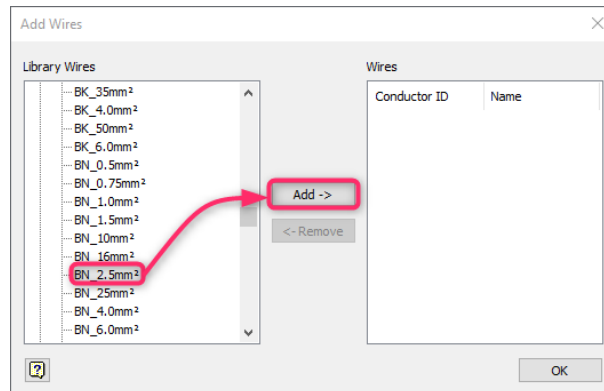 Add Wires
Library Wires
BK_35mm²
BK_4.0mm²
BK_50mm²
BK_6.0mm²
BN_0.5mm²
BN_0.75mm²
BN_1.0mm²
BN_1.5mm²
BN_10mm²
BN_16mm²
BN_2.5mm²
BN_25mm²
BN_4.0mm²
BN_6.0mm²
Add ->
<- Remove
Wires
Conductor ID Name
OK